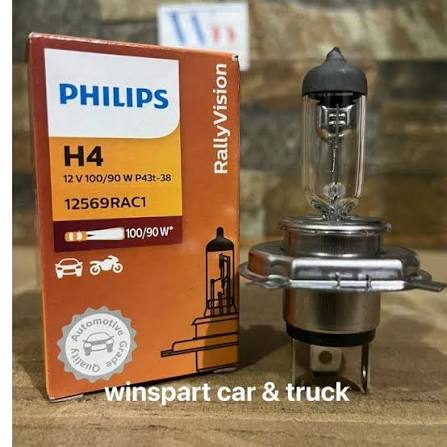 PHILIPS
RallyVision
H4
12 V 100/90 W P43t-38
12569RAC1
100/90 W*
Automotive
Quality Grade
winspart car & truck